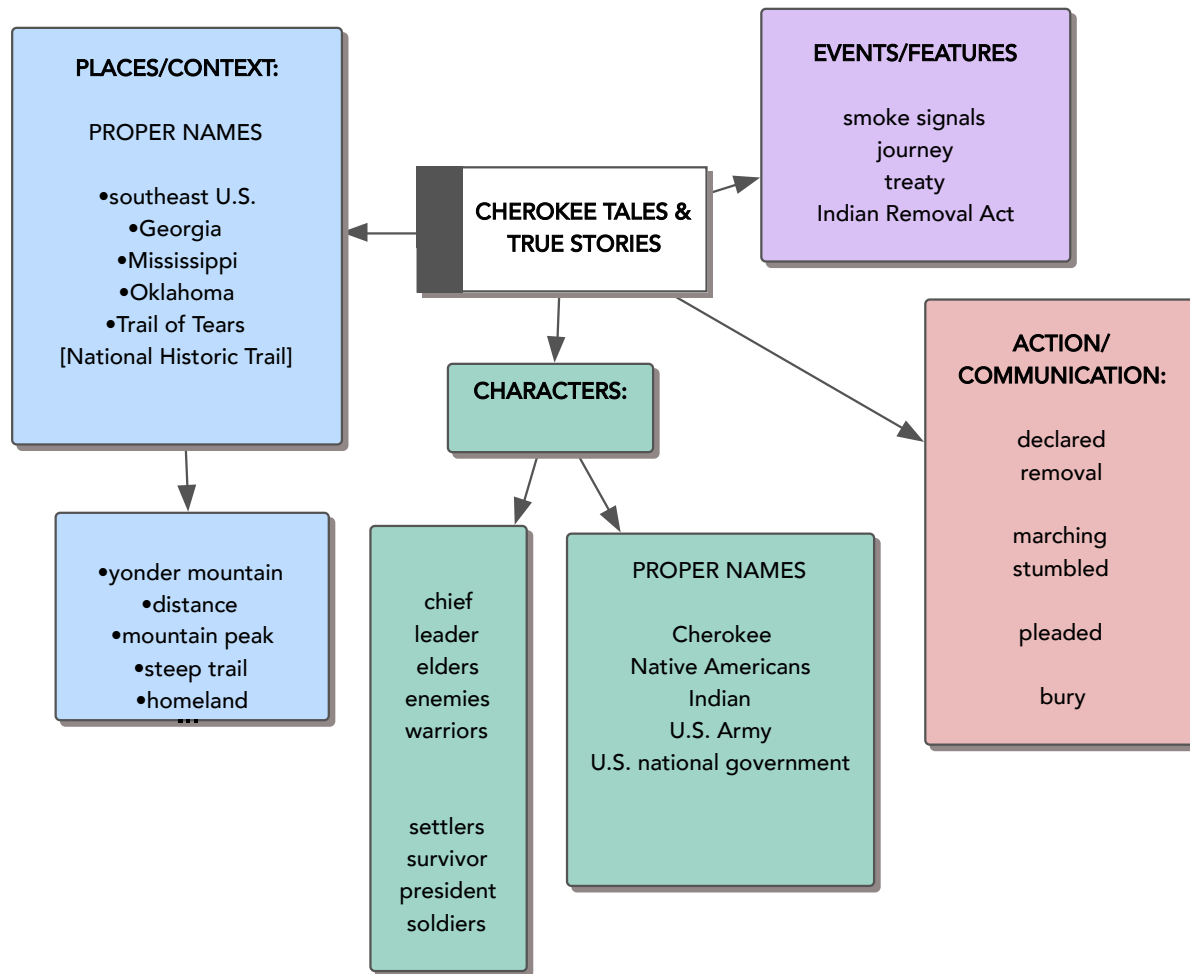 PLACES/CONTEXT:
PROPER NAMES
•southeast U.S.
•Georgia
•Mississippi
•Oklahoma
•Trail of Tears
[National Historic Trail]
•yonder mountain
•distance
•mountain peak
•steep trail
•homeland
...
CHEROKEE TALES &
TRUE STORIES
EVENTS/FEATURES
smoke signals
journey
treaty
Indian Removal Act
CHARACTERS:
chief
leader
elders
enemies
warriors
settlers
survivor
president
soldiers
PROPER NAMES
Cherokee
Native Americans
Indian
U.S. Army
U.S. national government
ACTION/
COMMUNICATION:
declared
removal
marching
stumbled
pleaded
bury